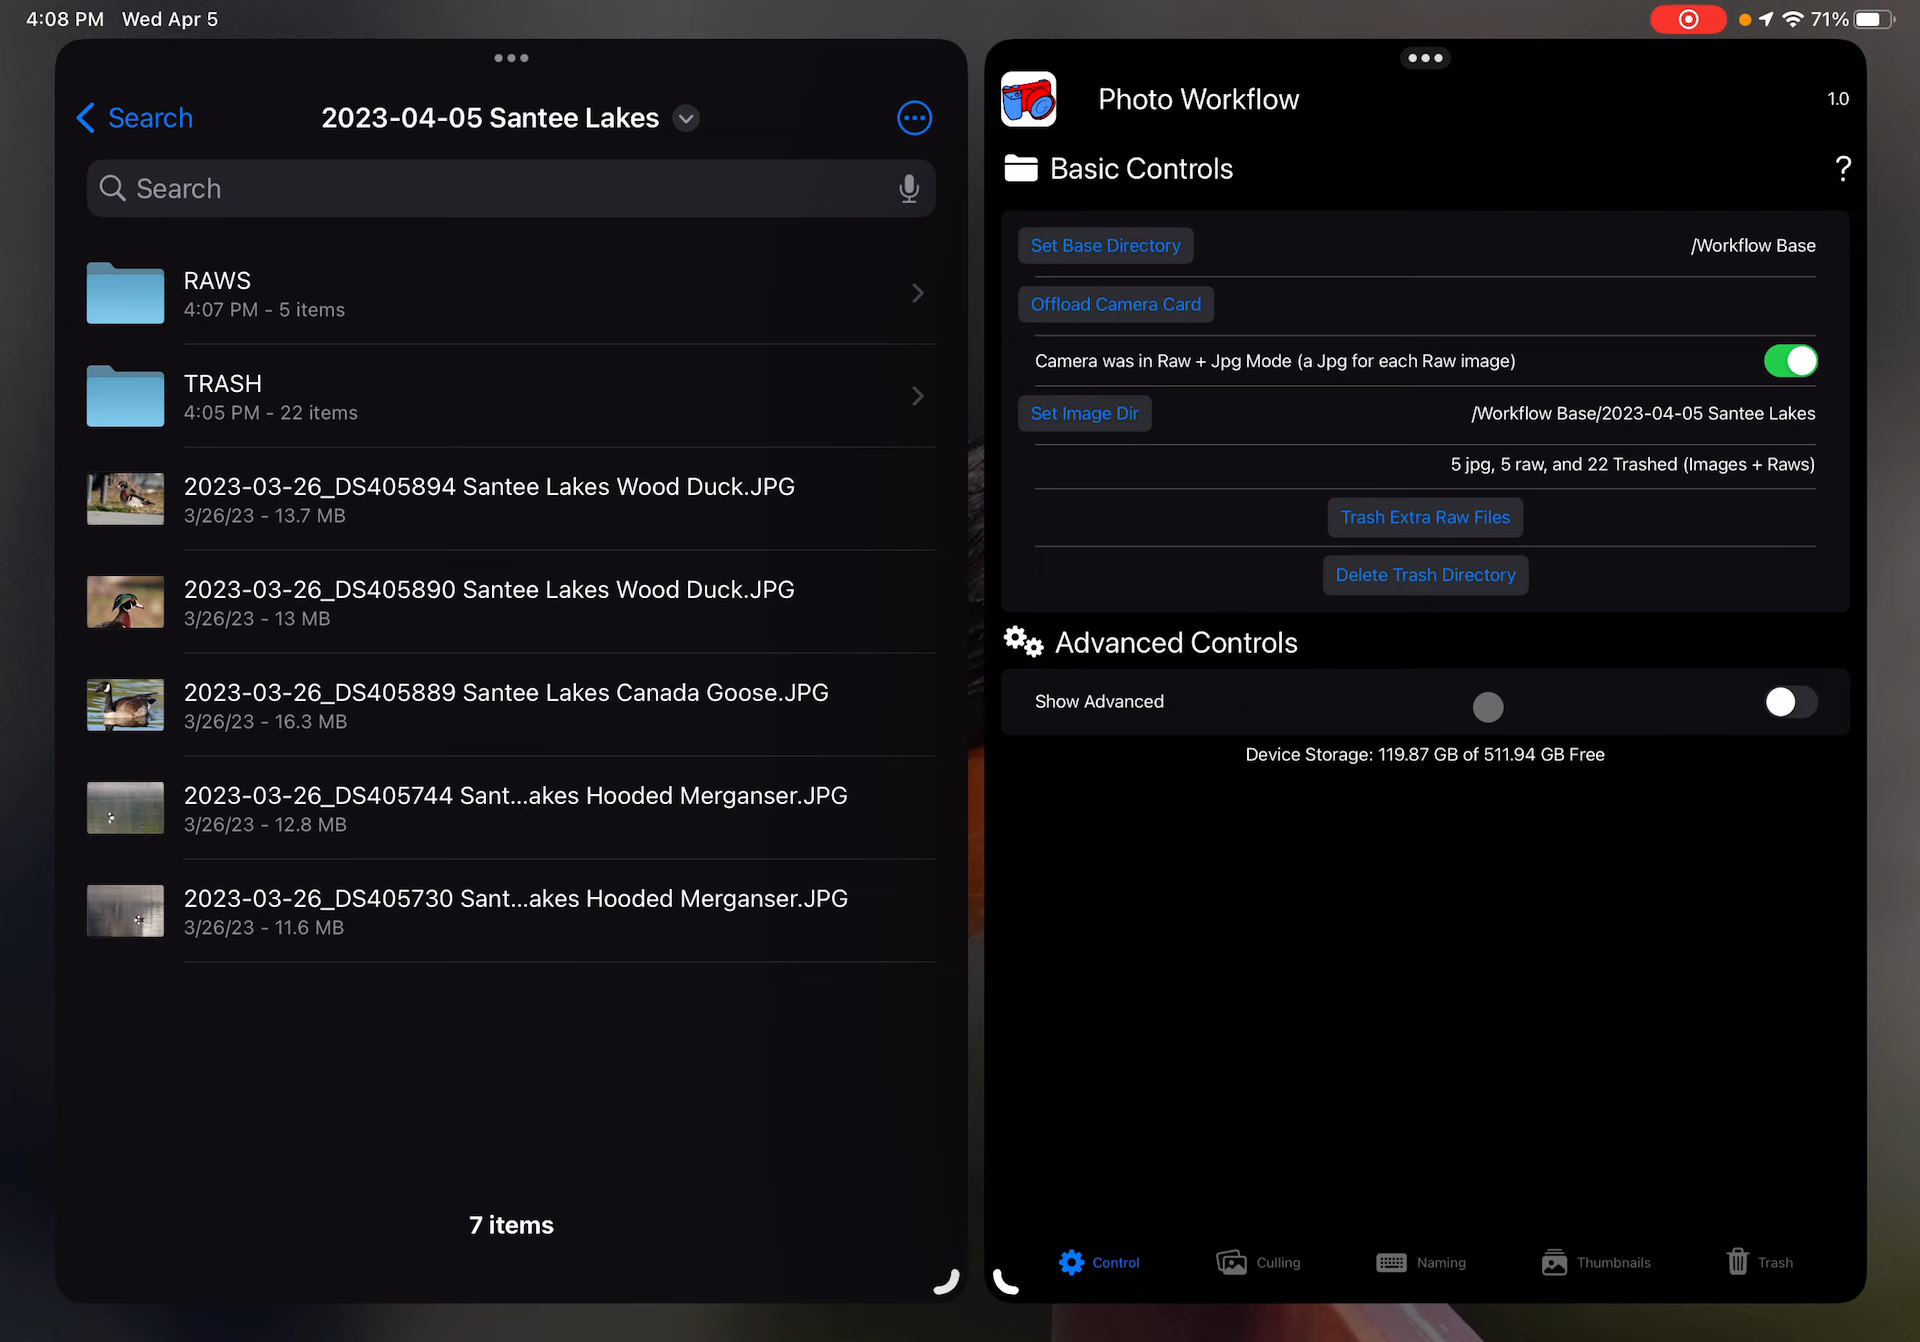 4:08 PM Wed Apr 5
71%
Search
2023-04-05 Santee Lakes
Search
RAWS
4:07 PM - 5 items
TRASH
4:05 PM - 22 items
2023-03-26_DS405894 Santee Lakes Wood Duck.JPG
3/26/23 - 13.7 MB
2023-03-26_DS405890 Santee Lakes Wood Duck.JPG
3/26/23 - 13 MB
2023-03-26_DS405889 Santee Lakes Canada Goose.JPG
3/26/23 - 16.3 MB
2023-03-26_DS405744 Sant...akes Hooded Merganser.JPG
3/26/23 - 12.8 MB
2023-03-26_DS405730 Sant...akes Hooded Merganser.JPG
3/26/23 - 11.6 MB
7 items
Photo Workflow
1.0
Basic Controls
?
Set Base Directory
/Workflow Base
Offload Camera Card
Camera was in Raw + Jpg Mode (a Jpg for each Raw image)
Set Image Dir
/Workflow Base/2023-04-05 Santee Lakes
5 jpg, 5 raw, and 22 Trashed (Images + Raws)
Trash Extra Raw Files
Delete Trash Directory
Advanced Controls
Show Advanced
Device Storage: 119.87 GB of 511.94 GB Free
Control
Culling
Naming
Thumbnails
Trash